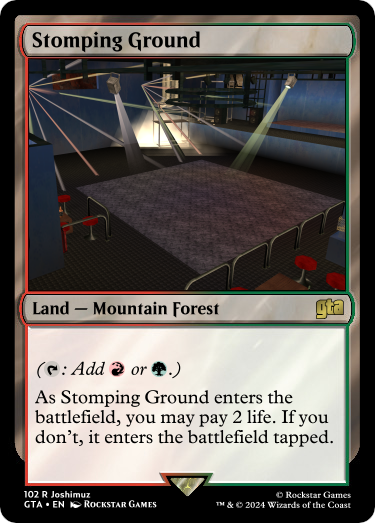 Stomping Ground
Land — Mountain Forest
gta
(T: Add R or G.)
As Stomping Ground enters the
battlefield, you may pay 2 life. If you
don't, it enters the battlefield tapped.
102 R Joshimuz
GTA • EN Rockstar Games
© Rockstar Games
™ & © 2024 Wizards of the Coast